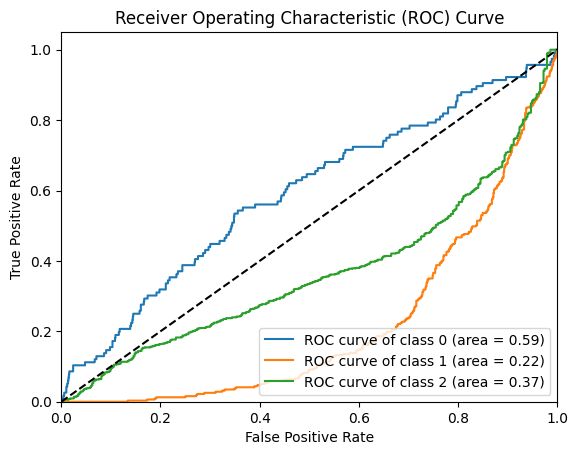 Receiver Operating Characteristic (ROC) Curve
True Positive Rate
1.0
0.8
0.6
0.4
0.2
0.0
ROC curve of class 0 (area = 0.59)
ROC curve of class 1 (area = 0.22)
ROC curve of class 2 (area = 0.37)
0.0 0.2 0.4 0.6 0.8 1.0
False Positive Rate